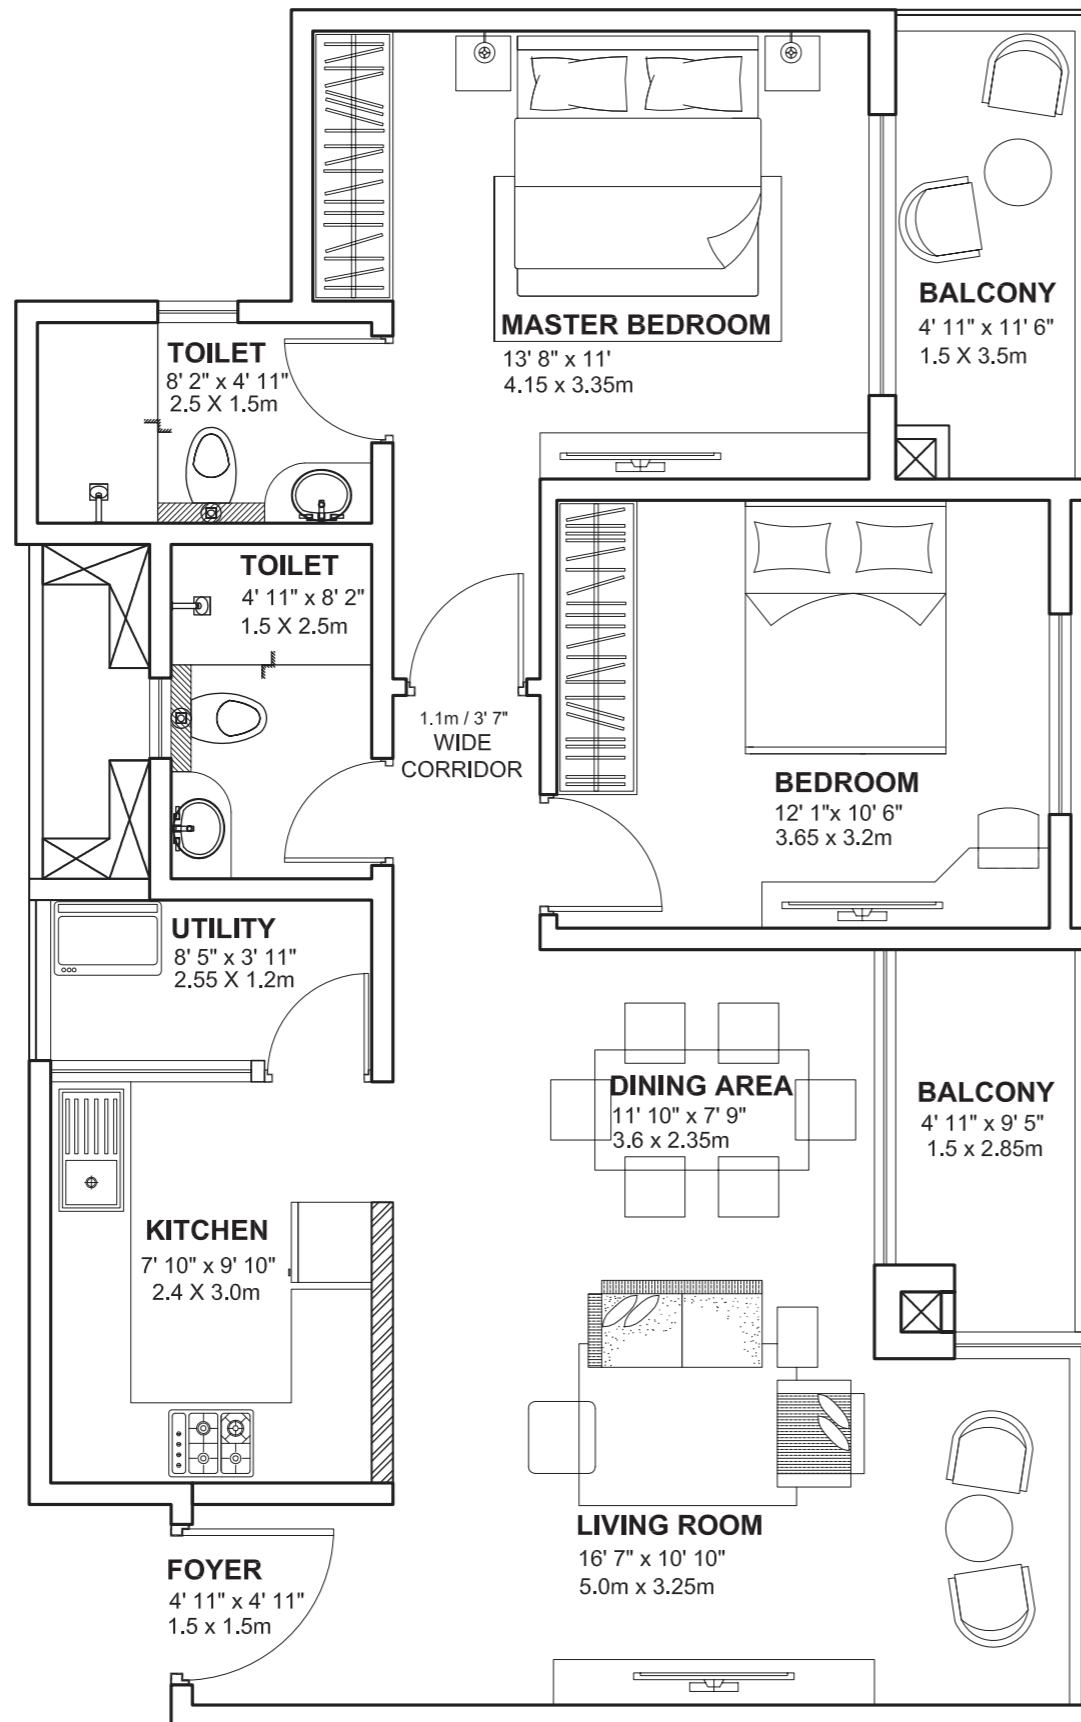 MASTER BEDROOM
13' 8" x 11'
4.15 x 3.35m
BALCONY
4' 11" x 11' 6"
1.5 X 3.5m
TOILET
8' 2" x 4' 11"
2.5 X 1.5m
TOILET
4' 11" x 8' 2"
1.5 X 2.5m
1.1m / 3' 7"
WIDE
CORRIDOR
BEDROOM
12' 1"x 10' 6"
3.65 x 3.2m
UTILITY
8' 5" x 3' 11"
2.55 X 1.2m
DINING AREA
11' 10" x 7' 9"
3.6 x 2.35m
BALCONY
4' 11" x 9' 5"
1.5 x 2.85m
KITCHEN
7' 10" x 9' 10"
2.4 X 3.0m
LIVING ROOM
16' 7" x 10' 10"
5.0m x 3.25m
FOYER
4' 11" x 4' 11"
1.5 x 1.5m